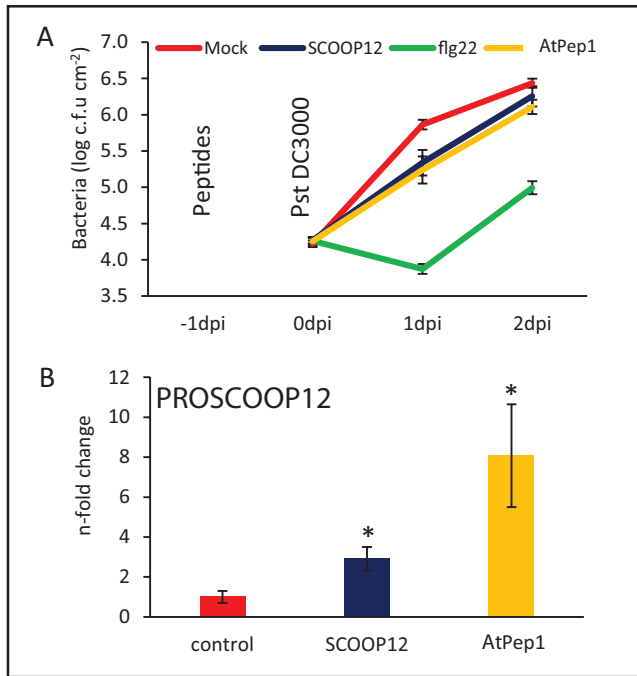 A
Mock SCOOP12 flg22 AtPep1
Bacteria (log c.f.u cm-2)
7.0
6.5
6.0
5.5
5.0
4.5
4.0
3.5
Peptides
Pst DC3000
-1dpi 0dpi 1dpi 2dpi
B
PROSCOOP12
n-fold change
12
10
8
6
4
2
0
*
*
control SCOOP12 AtPep1